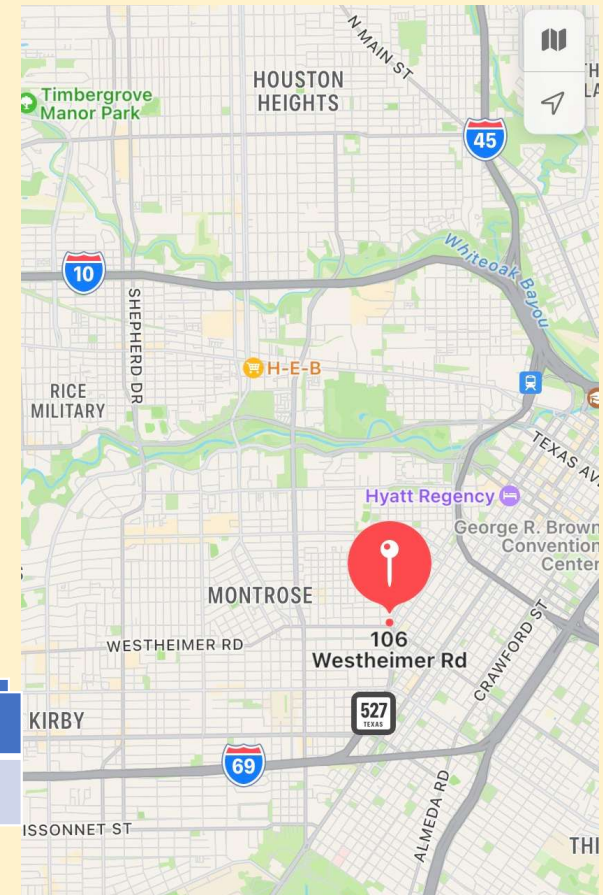 N MAIN ST
HOUSTON
HEIGHTS
Timbergrove
Manor Park
45
Whiteoak Bayou
10
SHEPHERD DR
H-E-B
RICE
MILITARY
TEXAS AV
Hyatt Regency
George R. Brown
Convention
Center
MONTROSE
106
Westheimer Rd
WESTHEIMER RD
CRAWFORD ST
527
TEXAS
KIRBY
69
ISSONNET ST
ALMEDA RD
THI